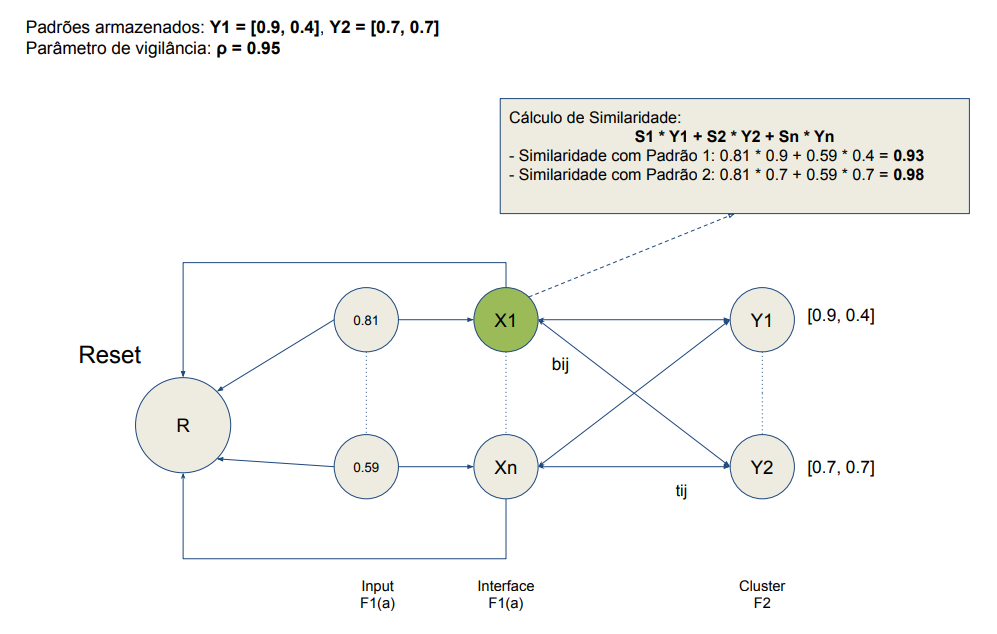 Padrões armazenados: Y1 = [0.9, 0.4], Y2 = [0.7, 0.7]
Parâmetro de vigilância: ρ = 0.95
Cálculo de Similaridade:
S1 * Y1 + S2 * Y2 + Sn * Yn
- Similaridade com Padrão 1: 0.81 * 0.9 + 0.59 * 0.4 = 0.93
- Similaridade com Padrão 2: 0.81 * 0.7 + 0.59 * 0.7 = 0.98
0.81
X1
Y1
[0.9, 0.4]
Reset
bij
R
0.59
Xn
Y2
[0.7, 0.7]
tij
Input
F1(a)
Interface
F1(a)
Cluster
F2